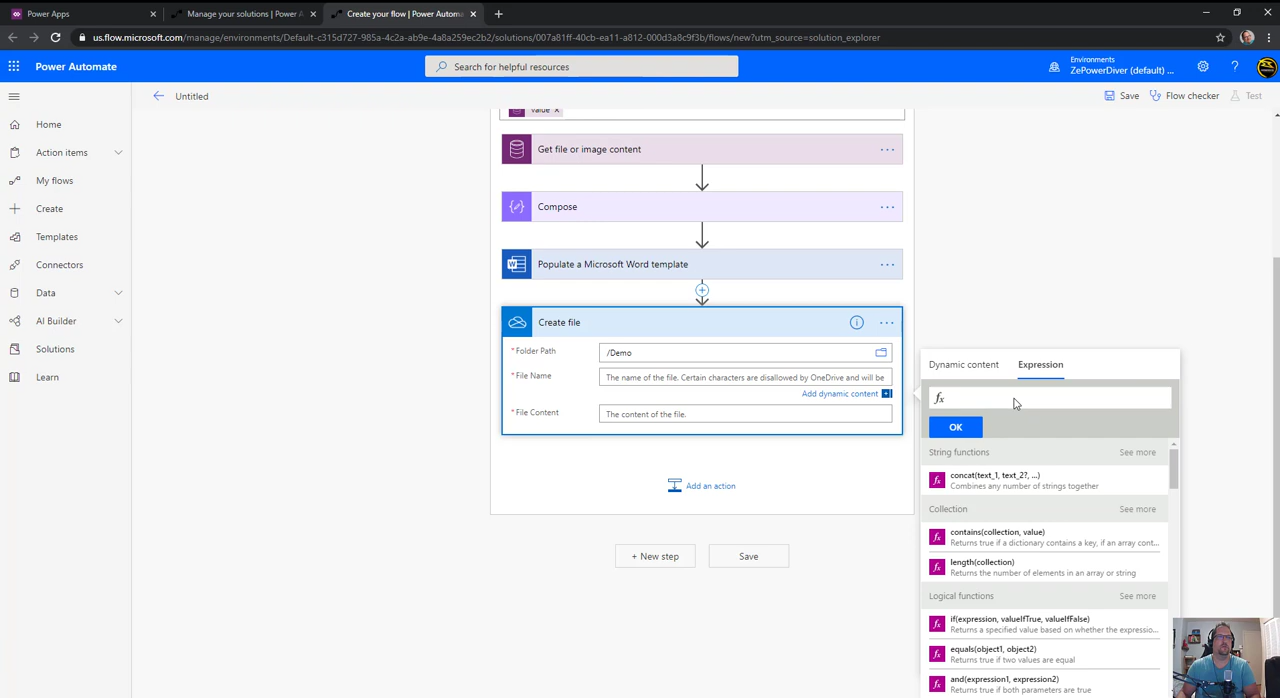 Power Apps
Manage your solutions | Power A
Create your flow | Power Automa
us.flow.microsoft.com/manage/environments/Default-c315d727-985a-4c2a-ab9e-4a8a259ec2b2/solutions/007a81ff-40cb-ea11-a812-000d3a8c9f3b/flows/new?utm_source=solution_explorer
Power Automate
Search for helpful resources
Environments
ZePowerDiver (default) ...
Untitled
Save
Flow checker
Test
Home
Action items
My flows
Create
Templates
Connectors
Data
AI Builder
Solutions
Learn
value
Get file or image content
Compose
Populate a Microsoft Word template
Create file
* Folder Path
/Demo
* File Name
The name of the file. Certain characters are disallowed by OneDrive and will be
Add dynamic content
* File Content
The content of the file.
Add an action
+ New step
Save
Dynamic content
Expression
fx
OK
String functions
See more
concat(text_1, text_2?, ...)
Combines any number of strings together
Collection
See more
contains(collection, value)
Returns true if a dictionary contains a key, if an array cont...
length(collection)
Returns the number of elements in an array or string
Logical functions
See more
if(expression, valueIfTrue, valueIfFalse)
Returns a specified value based on whether the expressio...
equals(object1, object2)
Returns true if two values are equal
and(expression1, expression2)
Returns true if both parameters are true